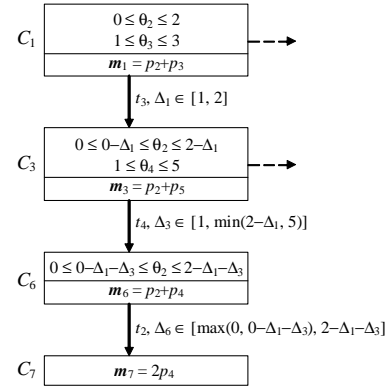 C₁
0 ≤ θ₂ ≤ 2
1 ≤ θ₃ ≤ 3
m₁ = p₂+p₃
t₃, Δ₁ ∈ [1, 2]
C₃
0 ≤ 0–Δ₁ ≤ θ₂ ≤ 2–Δ₁
1 ≤ θ₄ ≤ 5
m₃ = p₂+p₅
t₄, Δ₃ ∈ [1, min(2–Δ₁, 5)]
C₆
0 ≤ 0–Δ₁–Δ₃ ≤ θ₂ ≤ 2–Δ₁–Δ₃
m₆ = p₂+p₄
t₂, Δ₆ ∈ [max(0, 0–Δ₁–Δ₃), 2–Δ₁–Δ₃]
C₇
m₇ = 2p₄